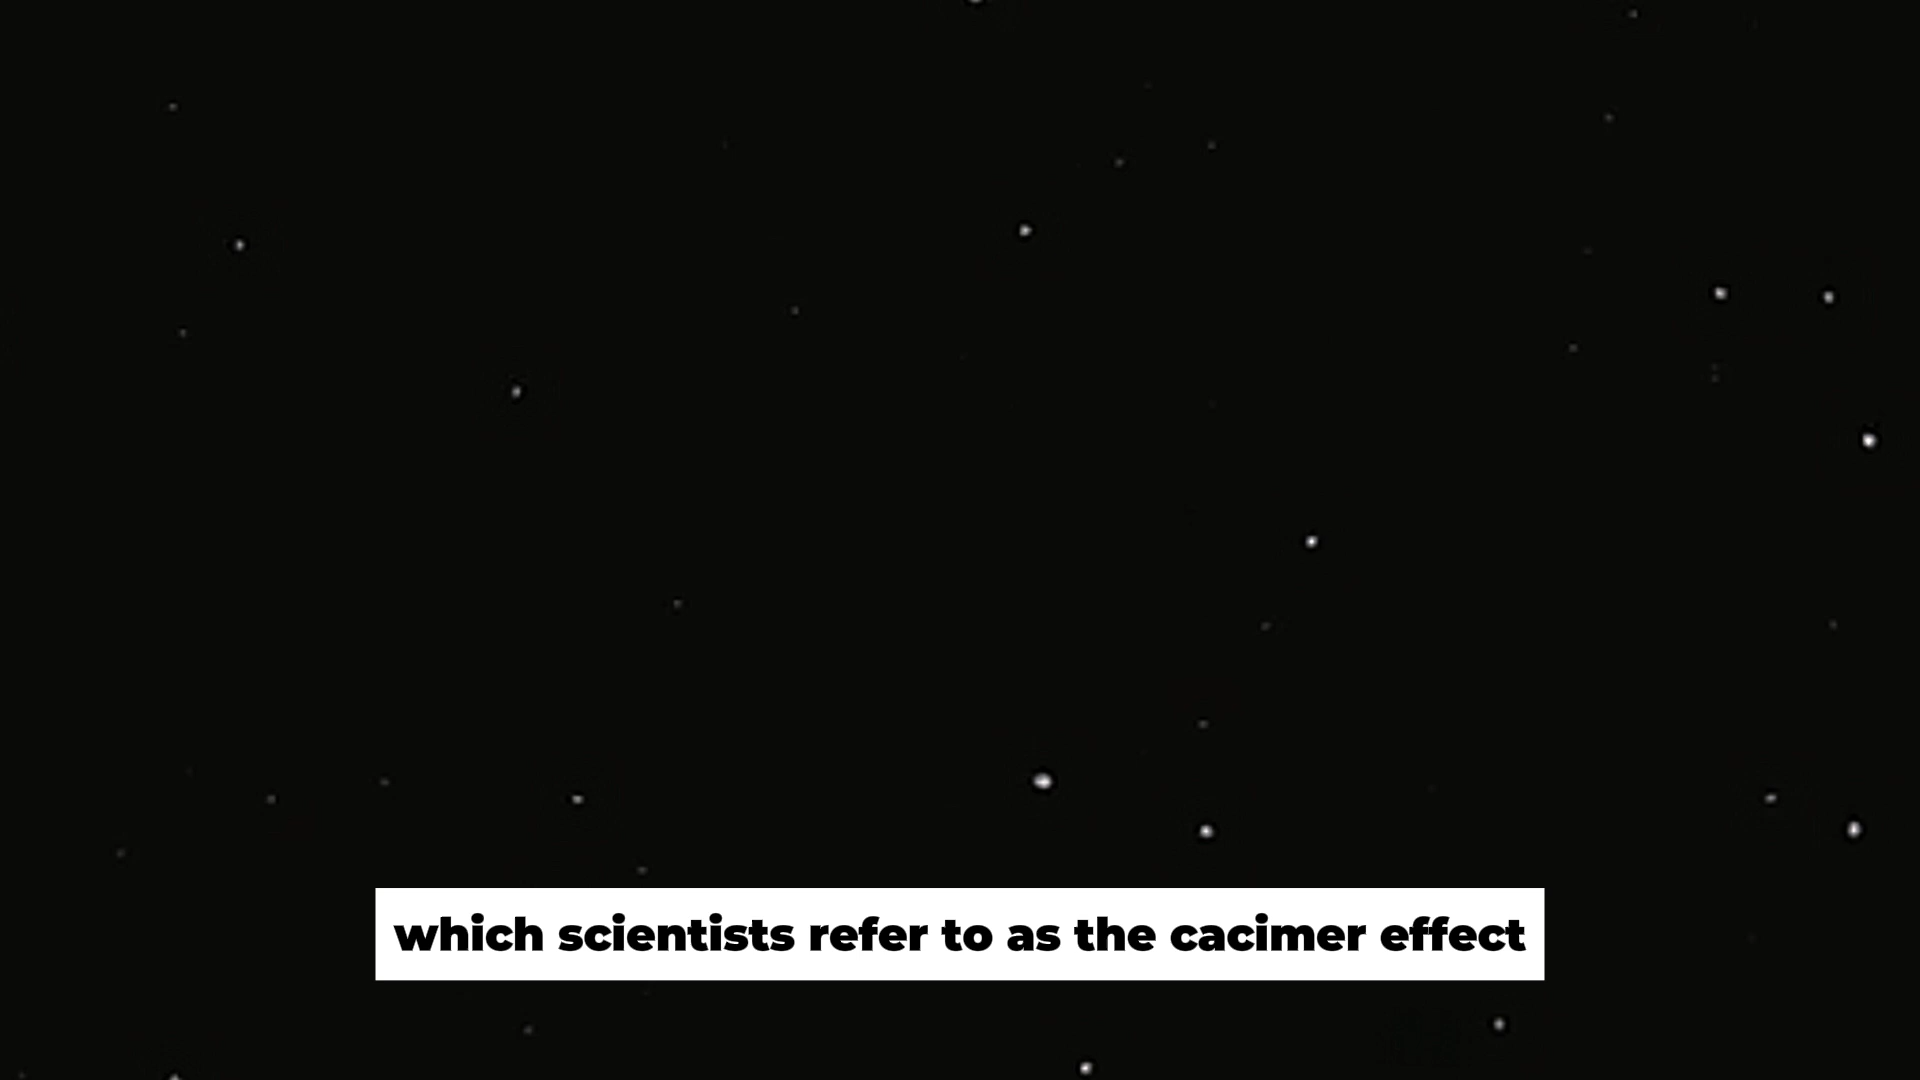 which scientists refer to as the cacimer effect